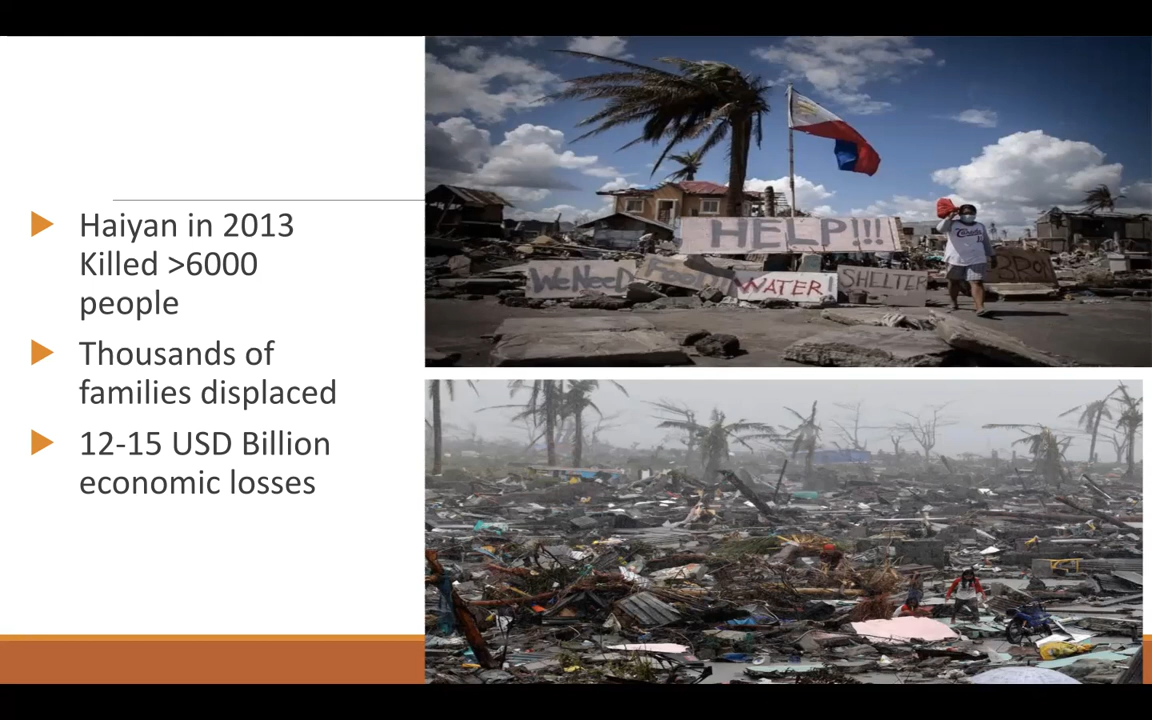 Haiyan in 2013
Killed >6000
people
Thousands of
families displaced
12-15 USD Billion
economic losses
HELP!!!
We NeeD
WATER!
SHELTER